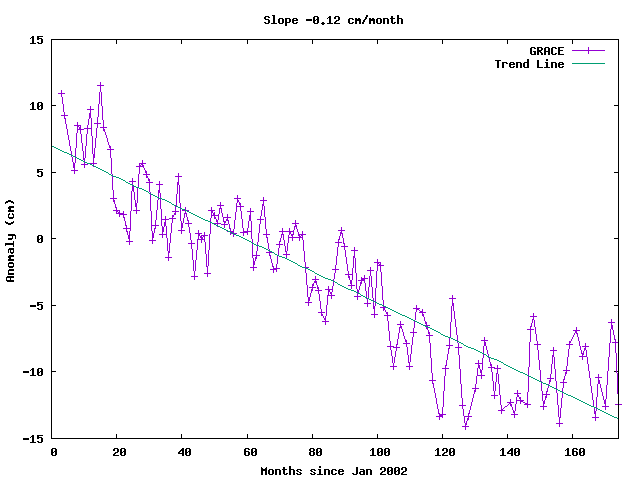 Slope -0.12 cm/month
GRACE
Trend Line
15
10
5
0
-5
-10
-15
Anomaly (cm)
0 20 40 60 80 100 120 140 160
Months since Jan 2002